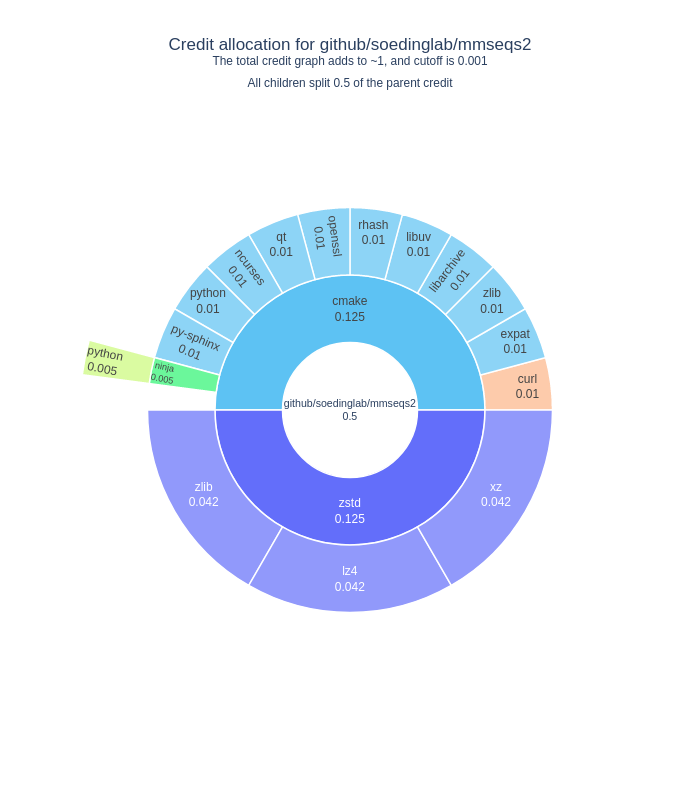 Credit allocation for github/soedinglab/mmseqs2
The total credit graph adds to ~1, and cutoff is 0.001
All children split 0.5 of the parent credit
github/soedinglab/mmseqs2
0.5
cmake
0.125
zstd
0.125
python
0.005
ninja
0.005
py-sphinx
0.01
python
0.01
ncurses
0.01
qt
0.01
openssl
0.01
rhash
0.01
libuv
0.01
libarchive
0.01
zlib
0.01
expat
0.01
curl
0.01
zlib
0.042
lz4
0.042
xz
0.042